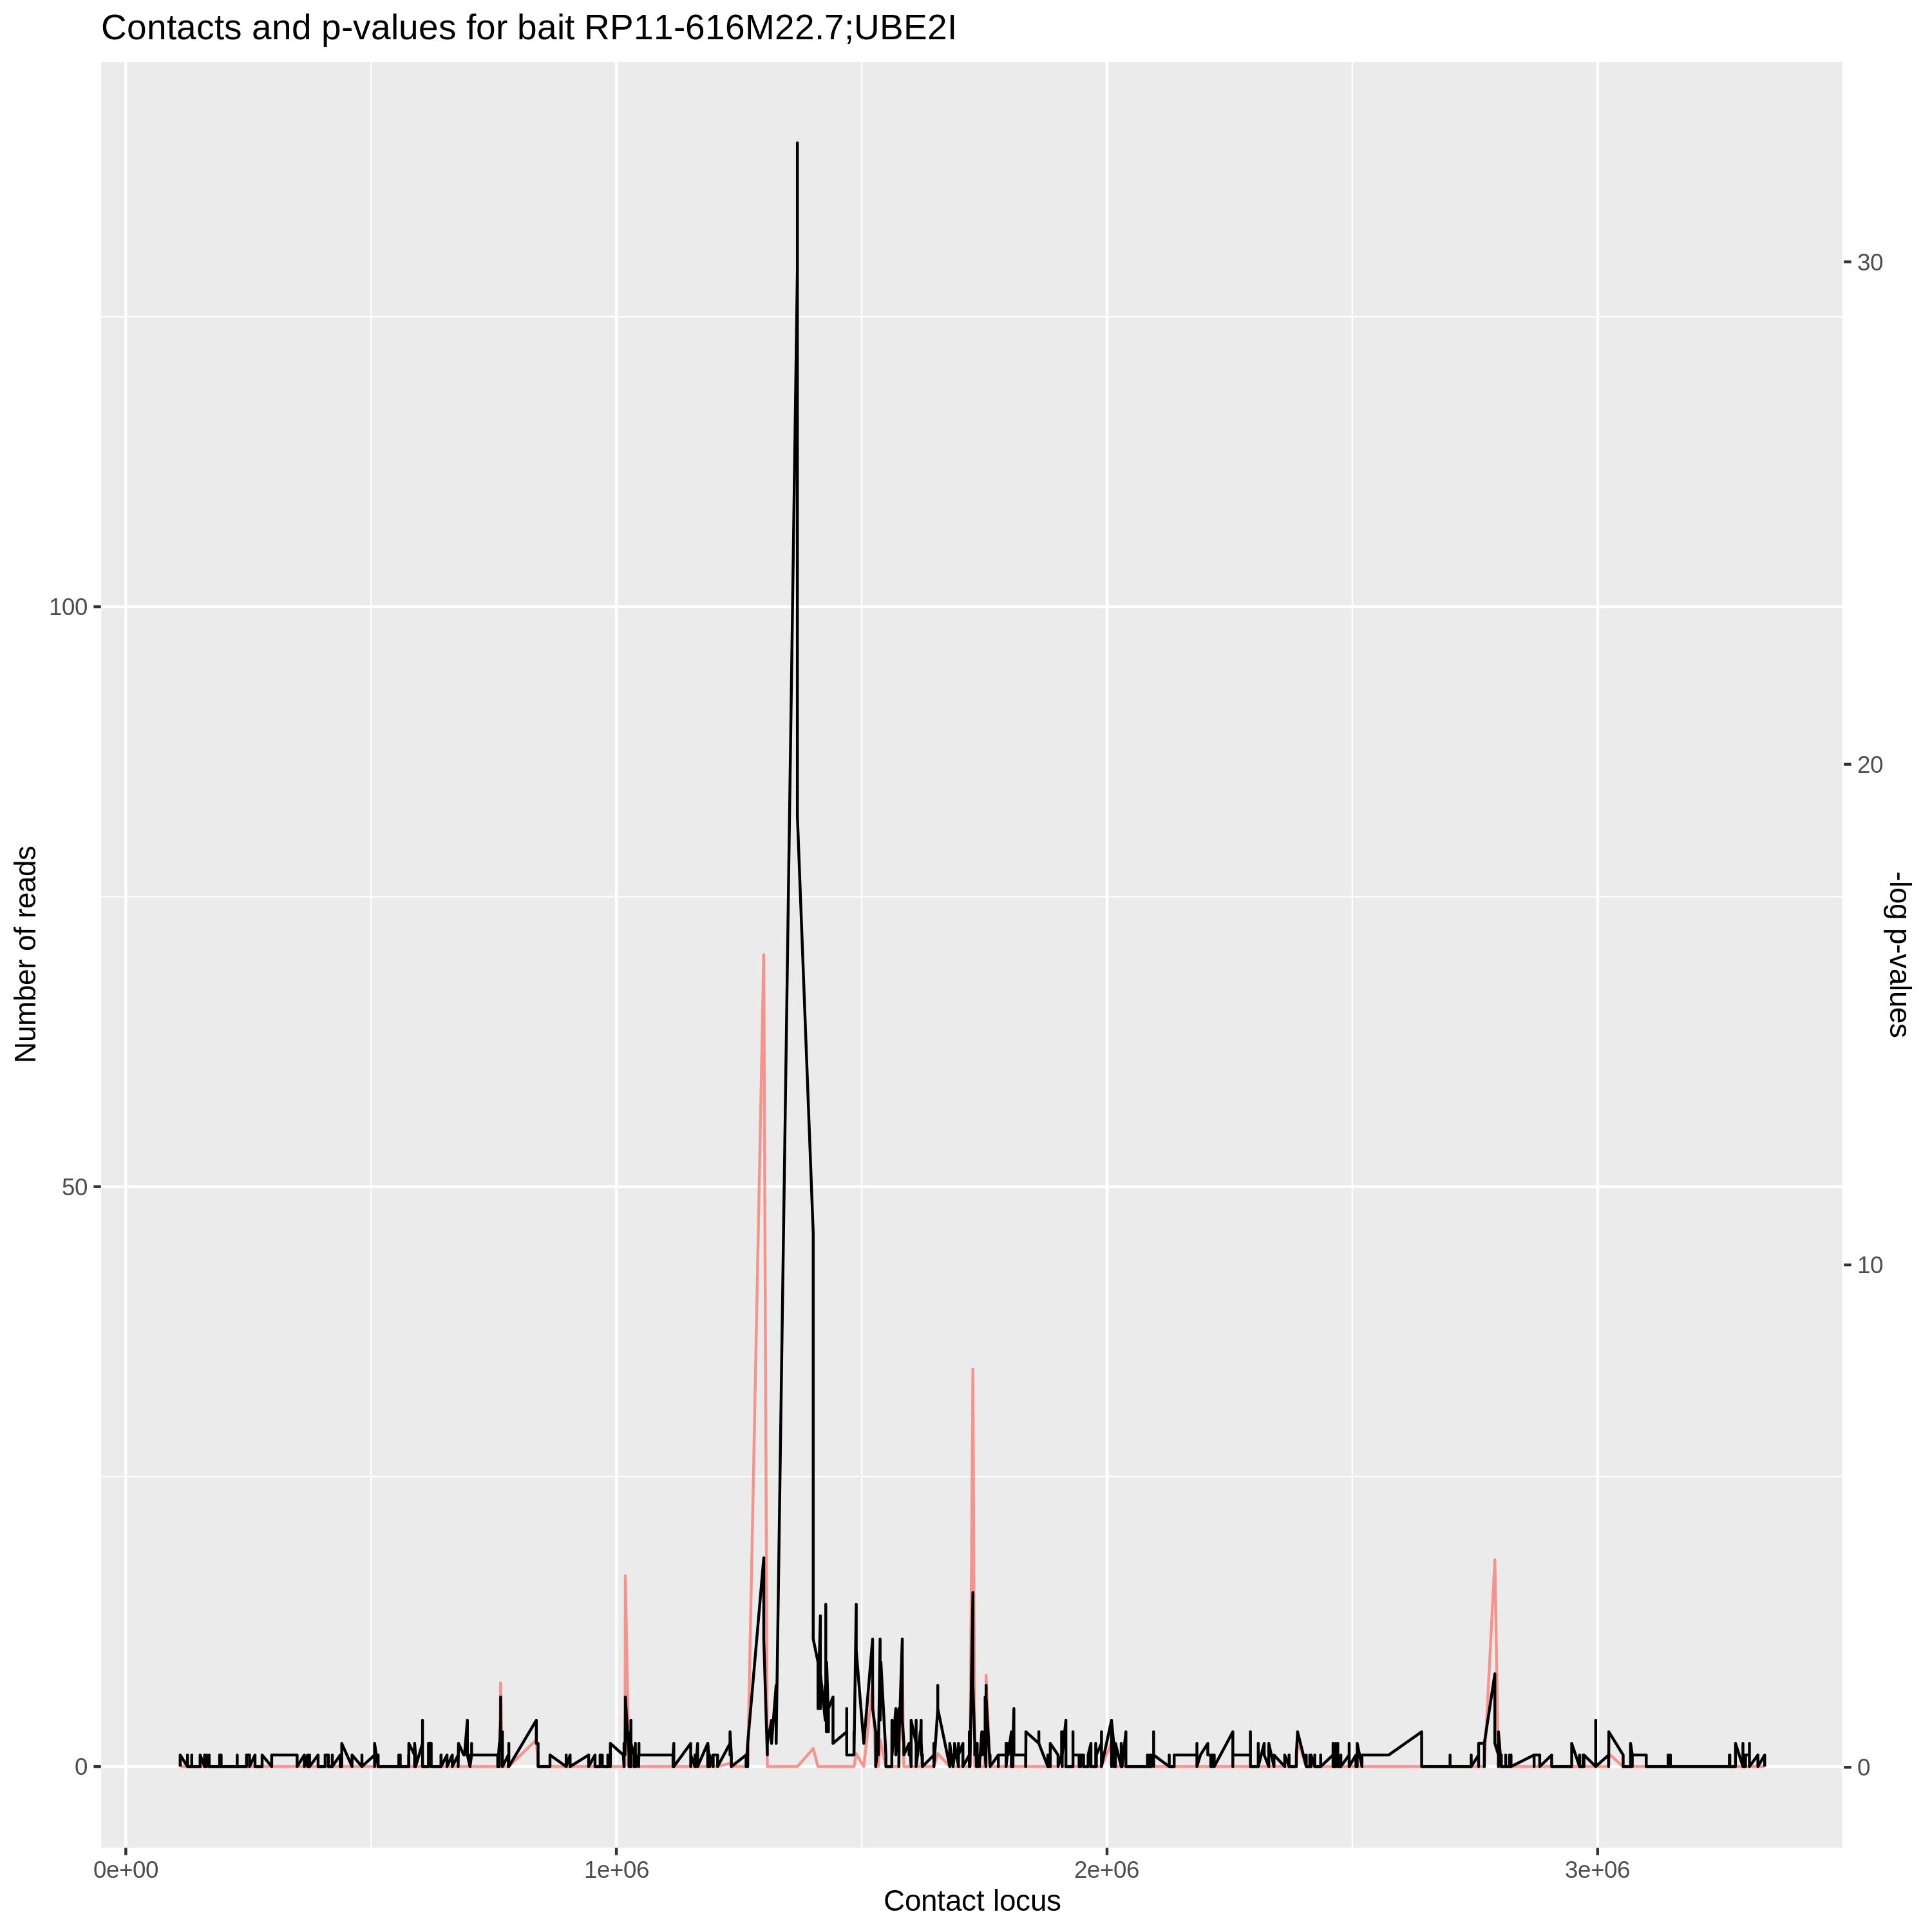 Contacts and p-values for bait RP11-616M22.7;UBE2I
Number of reads
100
50
0
30
20
10
0
-log p-values
0e+00
1e+06
2e+06
3e+06
Contact locus